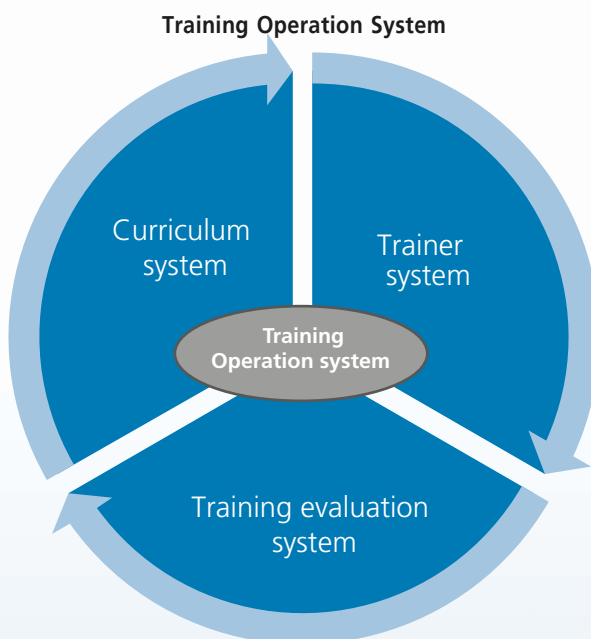 Training Operation System
Curriculum
system
Trainer
system
Training
Operation system
Training evaluation
system